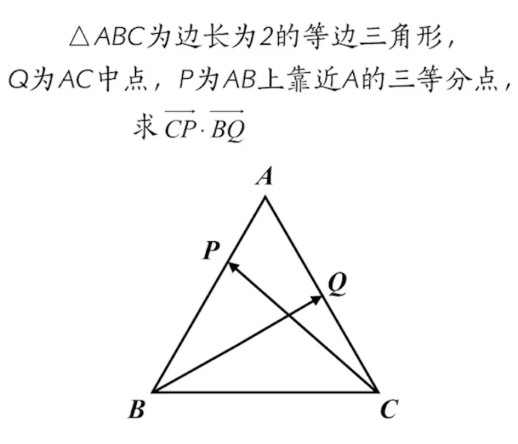 △ABC为边长为2的等边三角形，
Q为AC中点，P为AB上靠近A的三等分点，
求 $\overrightarrow{CP}\cdot\overrightarrow{BQ}$
A
P
Q
B
C